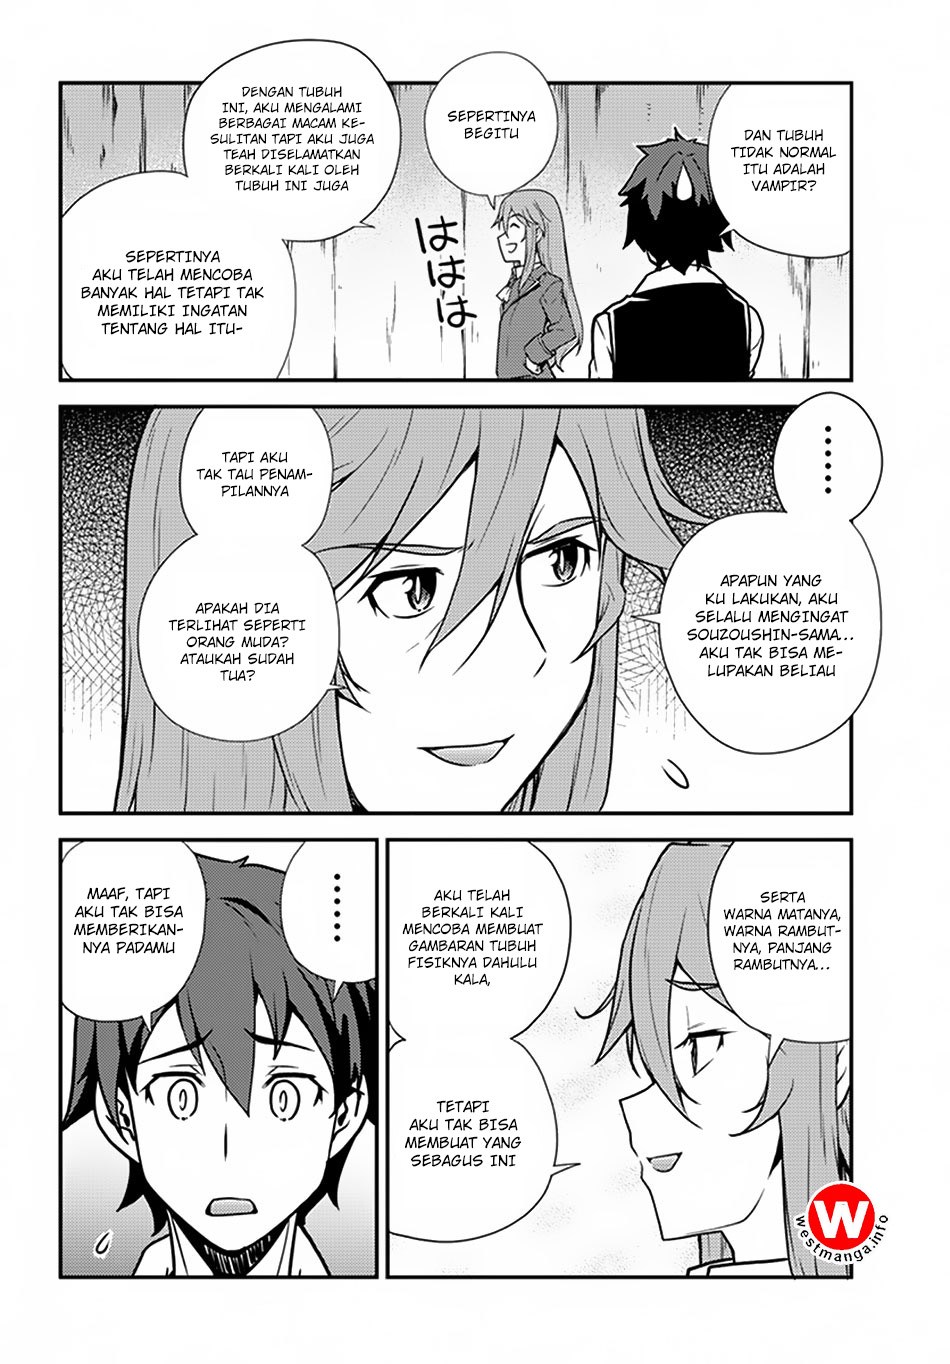 DAN TUBUH
TIDAK NORMAL
ITU ADALAH
VAMPIR?
SEPERTINYA
BEGITU
ははは
DENGAN TUBUH
INI, AKU MENGALAMI
BERBAGAI MACAM KE-
SULITAN TAPI AKU JUGA
TEAH DISELAMATKAN
BERKALI KALI OLEH
TUBUH INI JUGA
SEPERTINYA
AKU TELAH MENCOBA
BANYAK HAL TETAPI TAK
MEMILIKI INGATAN
TENTANG HAL ITU-
......
APAPUN YANG
KU LAKUKAN, AKU
SELALU MENGINGAT
SOUZOUSHIN-SAMA...
AKU TAK BISA ME-
LUPAKAN BELIAU
TAPI AKU
TAK TAU PENAM-
PILANNYA
APAKAH DIA
TERLIHAT SEPERTI
ORANG MUDA?
ATAUKAH SUDAH
TUA?
SERTA
WARNA MATANYA,
WARNA RAMBUT-
NYA, PANJANG
RAMBUTNYA...
AKU TELAH
BERKALI KALI
MENCOBA MEMBUAT
GAMBARAN TUBUH
FISIKNYA DAHULU
KALA,
TETAPI
AKU TAK BISA
MEMBUAT YANG
SEBAGUS INI
......
MAAF, TAPI
AKU TAK BISA
MEMBERIKAN-
NYA PADAMU
W
westmanga.info